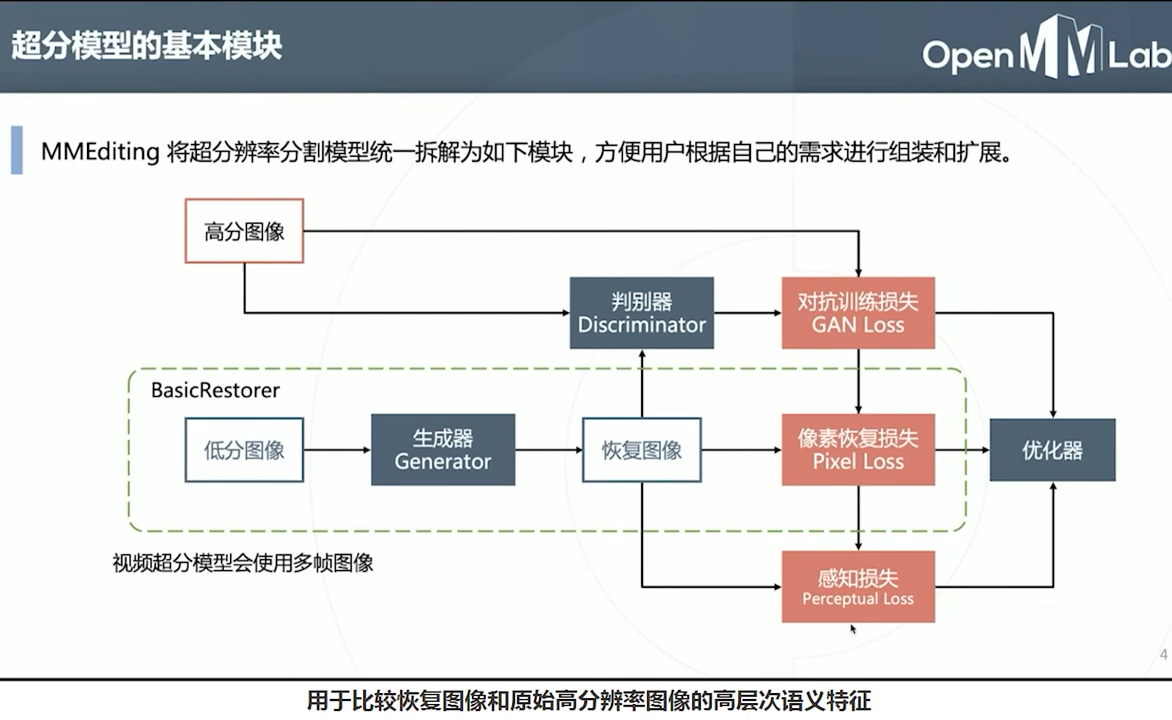 超分模型的基本模块
OpenMMLab
MMEditing 将超分辨率分割模型统一拆解为如下模块，方便用户根据自己的需求进行组装和扩展。
高分图像
判别器
Discriminator
对抗训练损失
GAN Loss
BasicRestorer
低分图像
生成器
Generator
恢复图像
像素恢复损失
Pixel Loss
优化器
视频超分模型会使用多帧图像
感知损失
Perceptual Loss
4
用于比较恢复图像和原始高分辨率图像的高层次语义特征